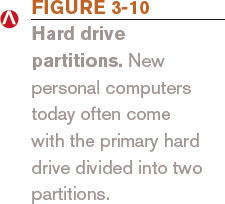 FIGURE 3-10
Hard drive
partitions. New
personal computers
today often come
with the primary hard
drive divided into two
partitions.